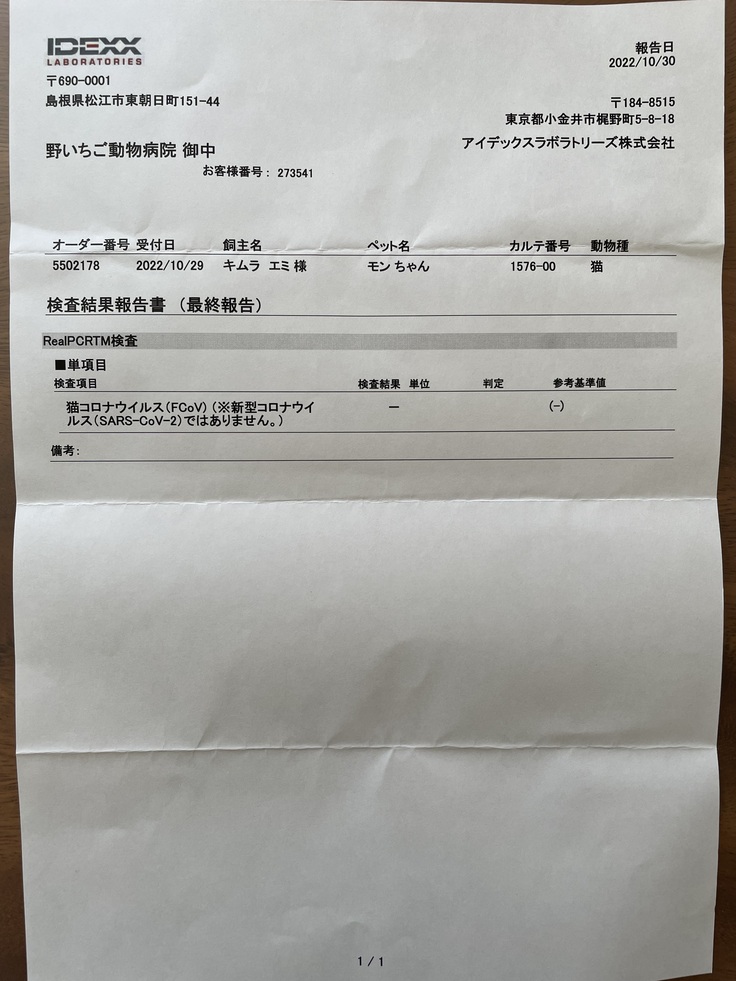 IDEXX
LABORATORIES
〒690-0001
島根県松江市東朝日町151-44
野いちご動物病院 御中
お客様番号: 273541
報告日
2022/10/30
〒184-8515
東京都小金井市梶野町5-8-18
アイデックスラボラトリーズ株式会社
オーダー番号 受付日 飼主名 ペット名 カルテ番号 動物種
5502178 2022/10/29 キムラ エミ 様 モン ちゃん 1576-00 猫
検査結果報告書 (最終報告)
RealPCRTM検査
■単項目
検査項目 検査結果 単位 判定 参考基準値
猫コロナウイルス(FCoV)(※新型コロナウイ ー (-)
ルス(SARS-CoV-2)ではありません。)
備考:
1 / 1